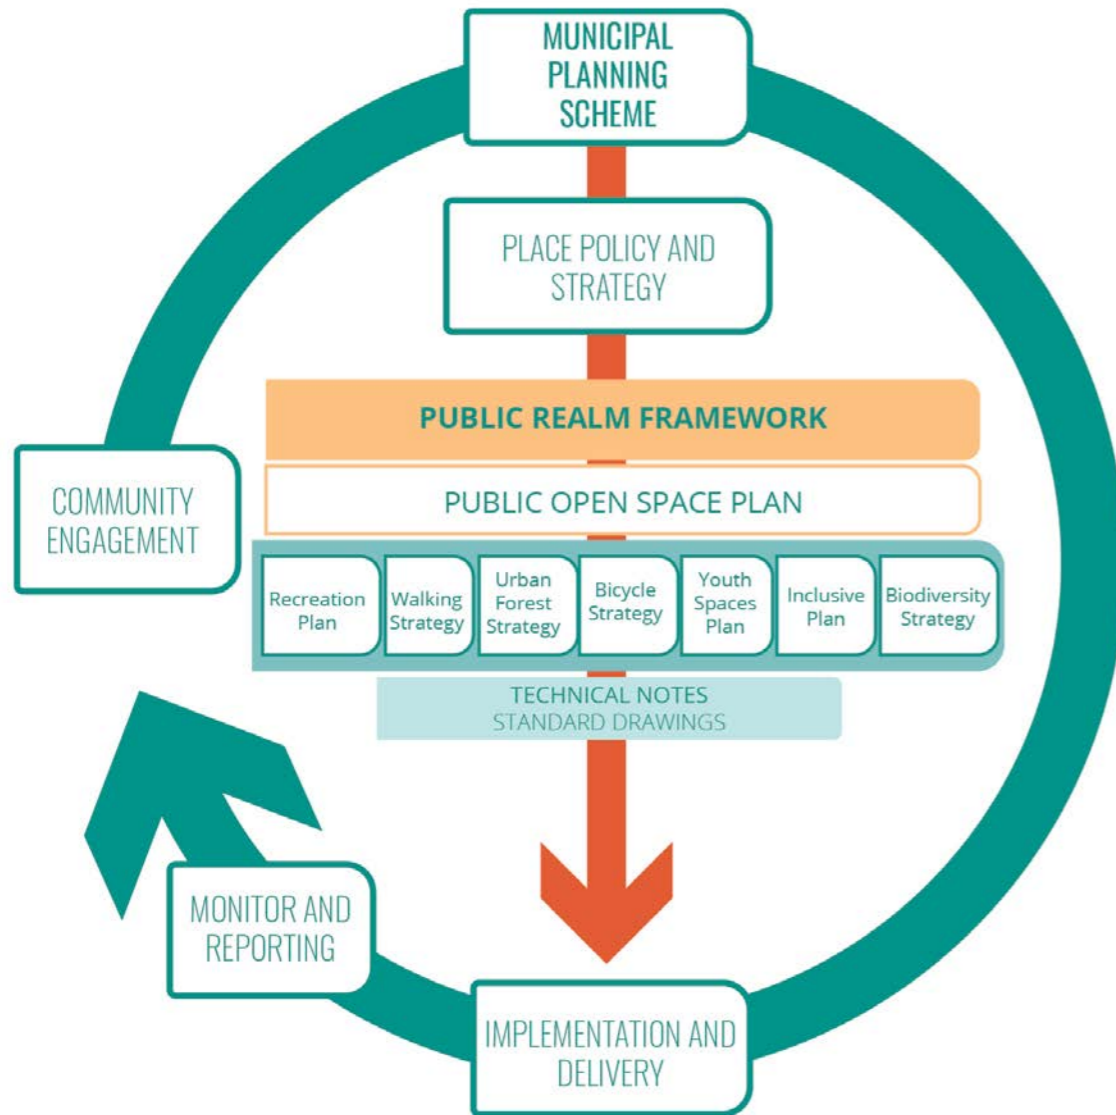 MUNICIPAL
PLANNING
SCHEME
PLACE POLICY AND
STRATEGY
PUBLIC REALM FRAMEWORK
PUBLIC OPEN SPACE PLAN
COMMUNITY
ENGAGEMENT
Recreation
Plan
Walking
Strategy
Urban
Forest
Strategy
Bicycle
Strategy
Youth
Spaces
Plan
Inclusive
Plan
Biodiversity
Strategy
TECHNICAL NOTES
STANDARD DRAWINGS
MONITOR AND
REPORTING
IMPLEMENTATION AND
DELIVERY